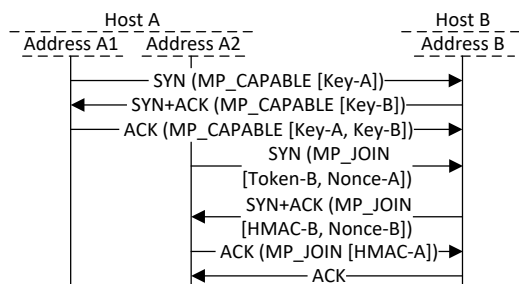 Host A Host B
Address A1 Address A2 Address B
SYN (MP_CAPABLE [Key-A])
SYN+ACK (MP_CAPABLE [Key-B])
ACK (MP_CAPABLE [Key-A, Key-B])
SYN (MP_JOIN
[Token-B, Nonce-A])
SYN+ACK (MP_JOIN
[HMAC-B, Nonce-B])
ACK (MP_JOIN [HMAC-A])
ACK